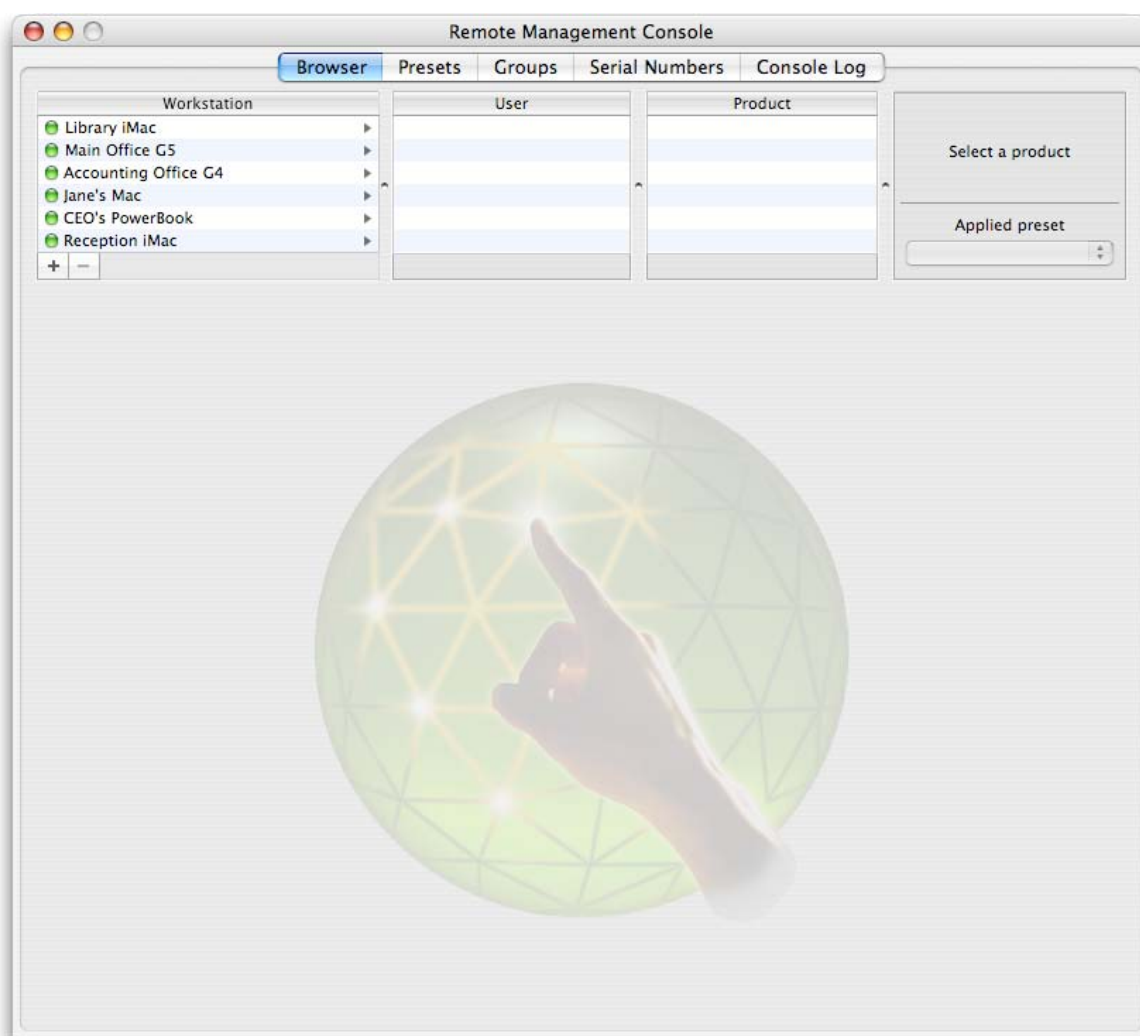 Remote Management Console
Browser Presets Groups Serial Numbers Console Log
Workstation User Product
Library iMac
Main Office G5
Accounting Office G4
Jane's Mac
CEO's PowerBook
Reception iMac
+ −
Select a product
Applied preset